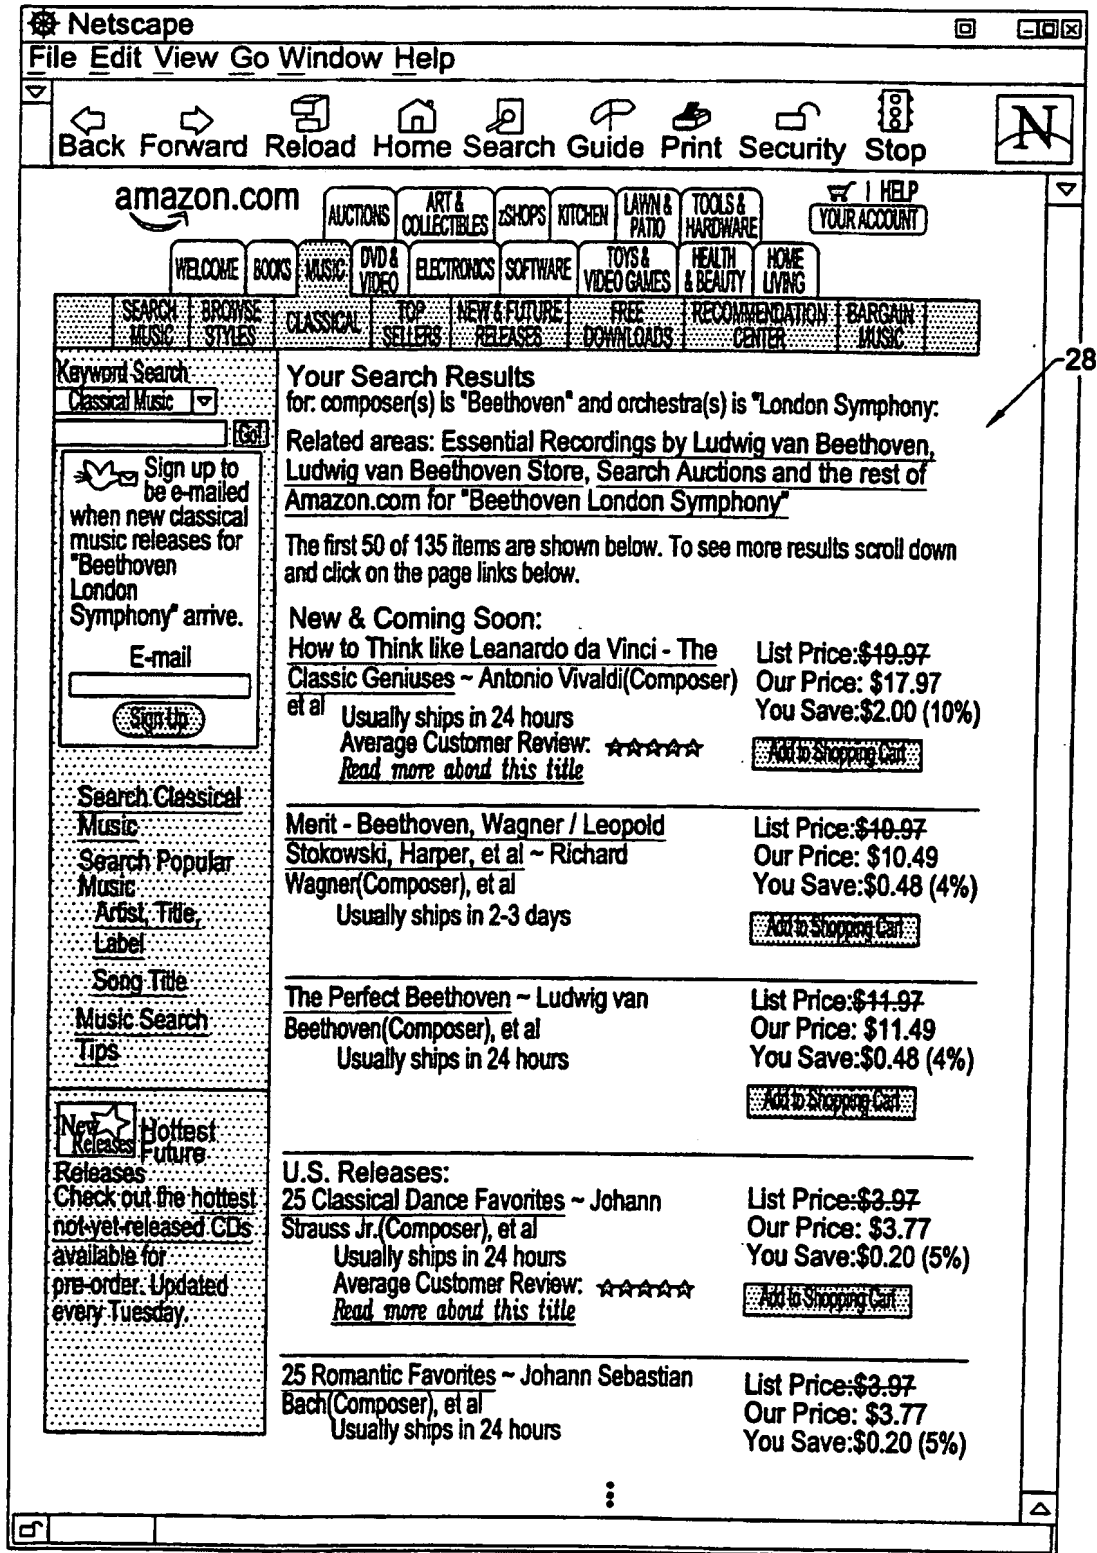 Netscape
File Edit View Go Window Help
Back Forward Reload Home Search Guide Print Security Stop
N
amazon.com
AUCTIONS ART & COLLECTIBLES zSHOPS KITCHEN LAWN & PATIO TOOLS & HARDWARE
HELP
YOUR ACCOUNT
WELCOME BOOKS MUSIC DVD & VIDEO ELECTRONICS SOFTWARE TOYS & VIDEO GAMES HEALTH & BEAUTY HOME LIVING
SEARCH MUSIC BROWSE STYLES CLASSICAL TOP SELLERS NEW & FUTURE RELEASES FREE DOWNLOADS RECOMMENDATION CENTER BARGAIN MUSIC
28
Keyword Search
Classical Music
Go!
Sign up to
be e-mailed
when new classical
music releases for
"Beethoven
London
Symphony" arrive.
E-mail
Sign Up
Search Classical
Music
Search Popular
Music
Artist, Title,
Label
Song Title
Music Search
Tips
New Releases
Hottest
Future
Releases
Check out the hottest
not-yet-released CDs
available for
pre-order. Updated
every Tuesday.
Your Search Results
for: composer(s) is "Beethoven" and orchestra(s) is "London Symphony:
Related areas: Essential Recordings by Ludwig van Beethoven,
Ludwig van Beethoven Store, Search Auctions and the rest of
Amazon.com for "Beethoven London Symphony"
The first 50 of 135 items are shown below. To see more results scroll down
and click on the page links below.
New & Coming Soon:
How to Think like Leanardo da Vinci - The
Classic Geniuses ~ Antonio Vivaldi(Composer)
et al
Usually ships in 24 hours
Average Customer Review: ☆☆☆☆☆
Read more about this title
List Price:$19.97
Our Price: $17.97
You Save:$2.00 (10%)
Add to Shopping Cart
Merit - Beethoven, Wagner / Leopold
Stokowski, Harper, et al ~ Richard
Wagner(Composer), et al
Usually ships in 2-3 days
List Price:$10.97
Our Price: $10.49
You Save:$0.48 (4%)
Add to Shopping Cart
The Perfect Beethoven ~ Ludwig van
Beethoven(Composer), et al
Usually ships in 24 hours
List Price:$11.97
Our Price: $11.49
You Save:$0.48 (4%)
Add to Shopping Cart
U.S. Releases:
25 Classical Dance Favorites ~ Johann
Strauss Jr.(Composer), et al
Usually ships in 24 hours
Average Customer Review: ☆☆☆☆☆
Read more about this title
List Price:$3.97
Our Price: $3.77
You Save:$0.20 (5%)
Add to Shopping Cart
25 Romantic Favorites ~ Johann Sebastian
Bach(Composer), et al
Usually ships in 24 hours
List Price:$3.97
Our Price: $3.77
You Save:$0.20 (5%)